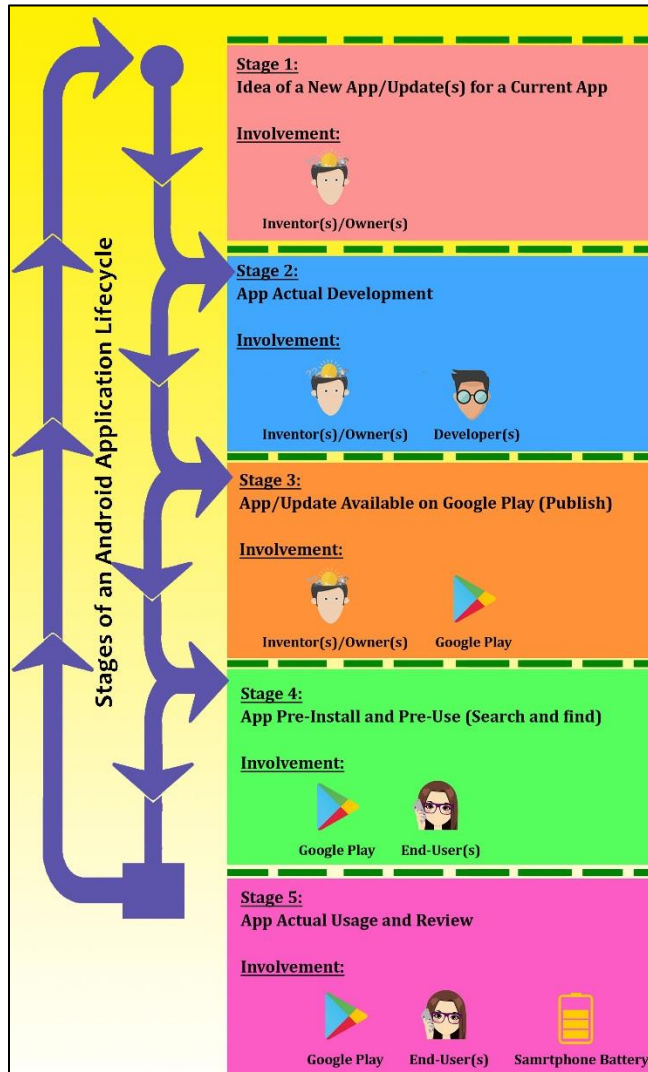 Stages of an Android Application Lifecycle
Stage 1:
Idea of a New App/Update(s) for a Current App
Involvement:
Inventor(s)/Owner(s)
Stage 2:
App Actual Development
Involvement:
Inventor(s)/Owner(s) Developer(s)
Stage 3:
App/Update Available on Google Play (Publish)
Involvement:
Inventor(s)/Owner(s) Google Play
Stage 4:
App Pre-Install and Pre-Use (Search and find)
Involvement:
Google Play End-User(s)
Stage 5:
App Actual Usage and Review
Involvement:
Google Play End-User(s) Samrtphone Battery